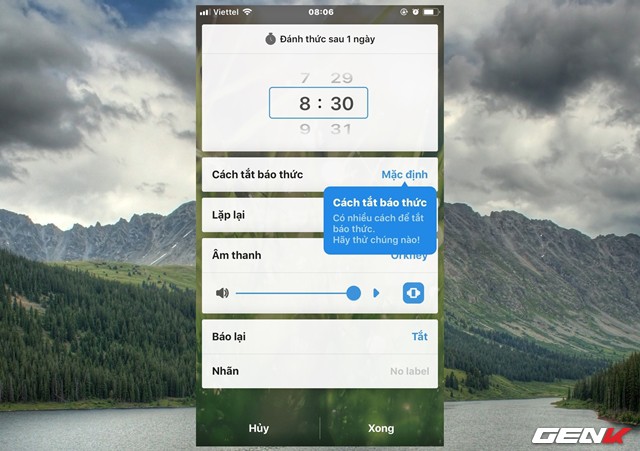 Viettel 08:06
Đánh thức sau 1 ngày
7 29
8 : 30
9 31
Cách tắt báo thức Mặc định
Cách tắt báo thức
Có nhiều cách để tắt
báo thức.
Hãy thử chúng nào!
Lặp lại
Âm thanh Orkney
Báo lại Tắt
Nhãn No label
Hủy Xong
GENK